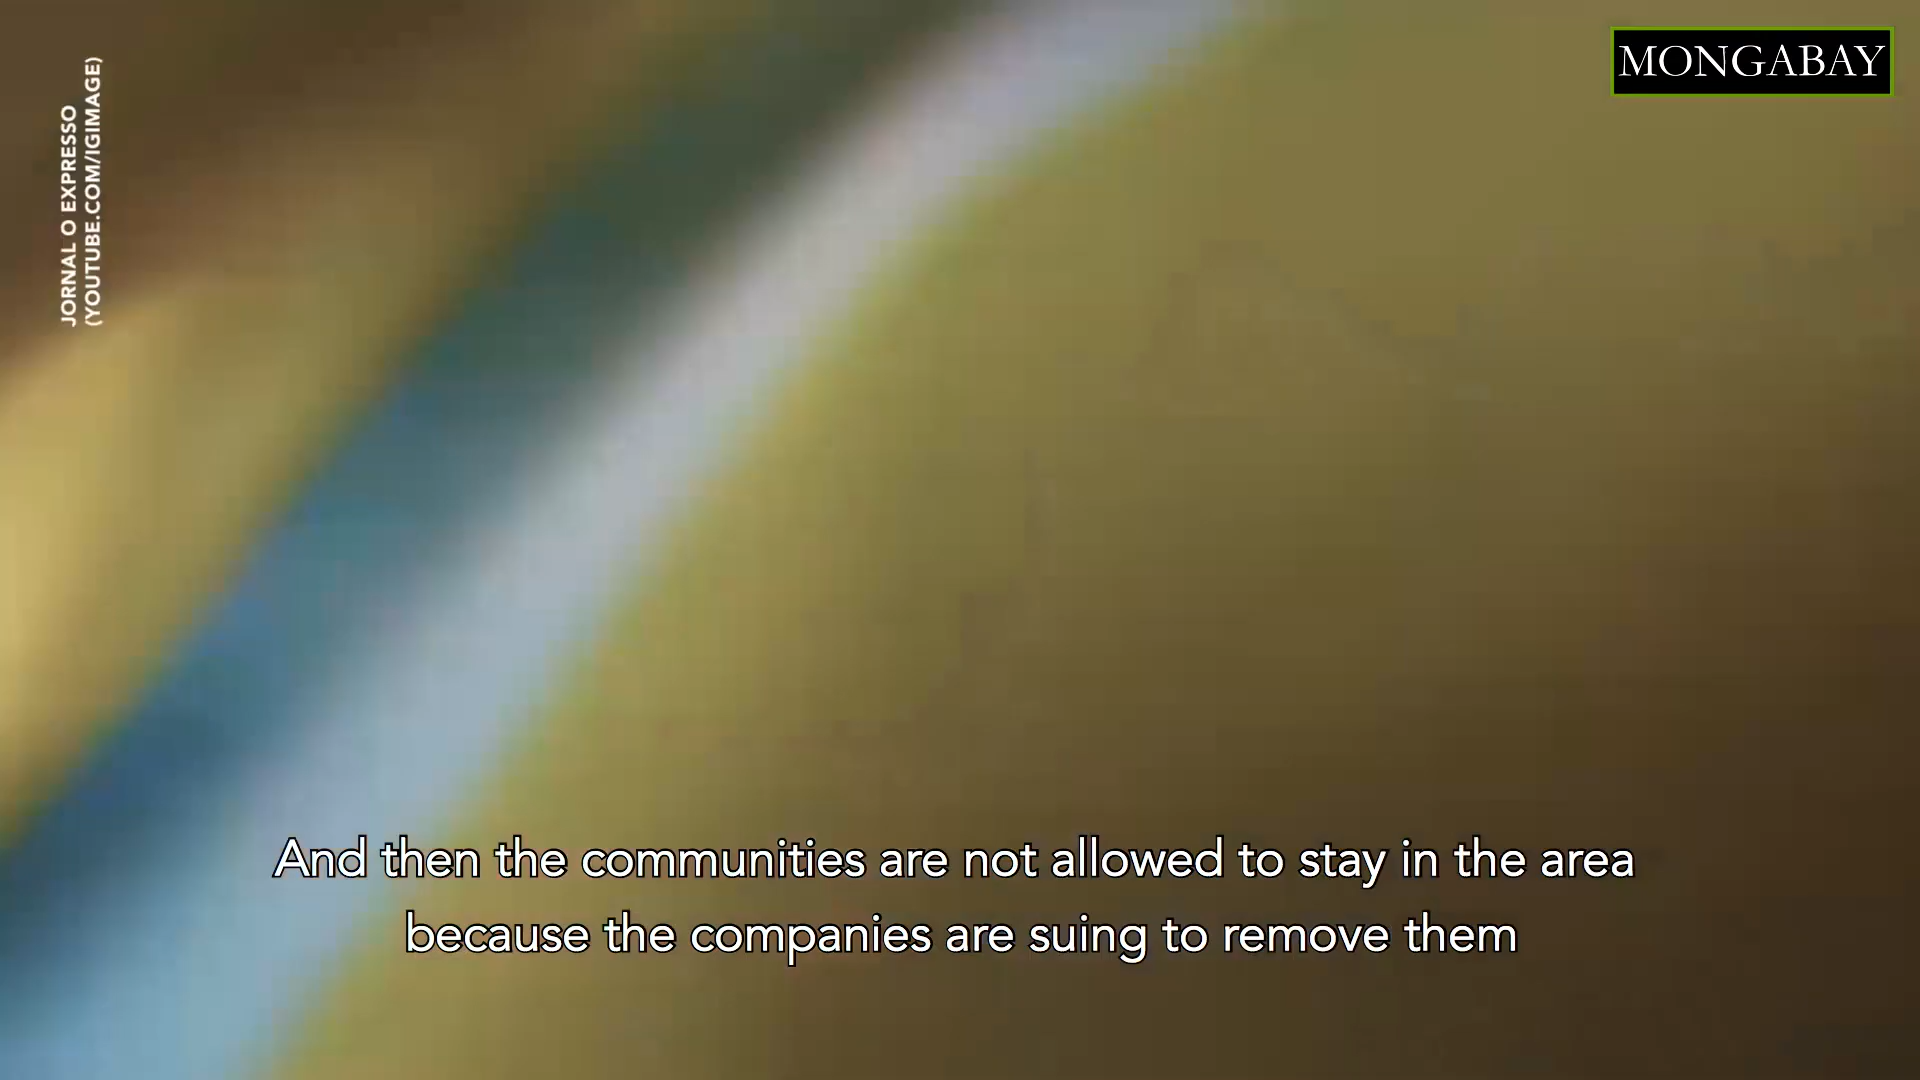 JORNAL O EXPRESSO
(YOUTUBE.COM/IGIMAGE)
MONGABAY
And then the communities are not allowed to stay in the area
because the companies are suing to remove them